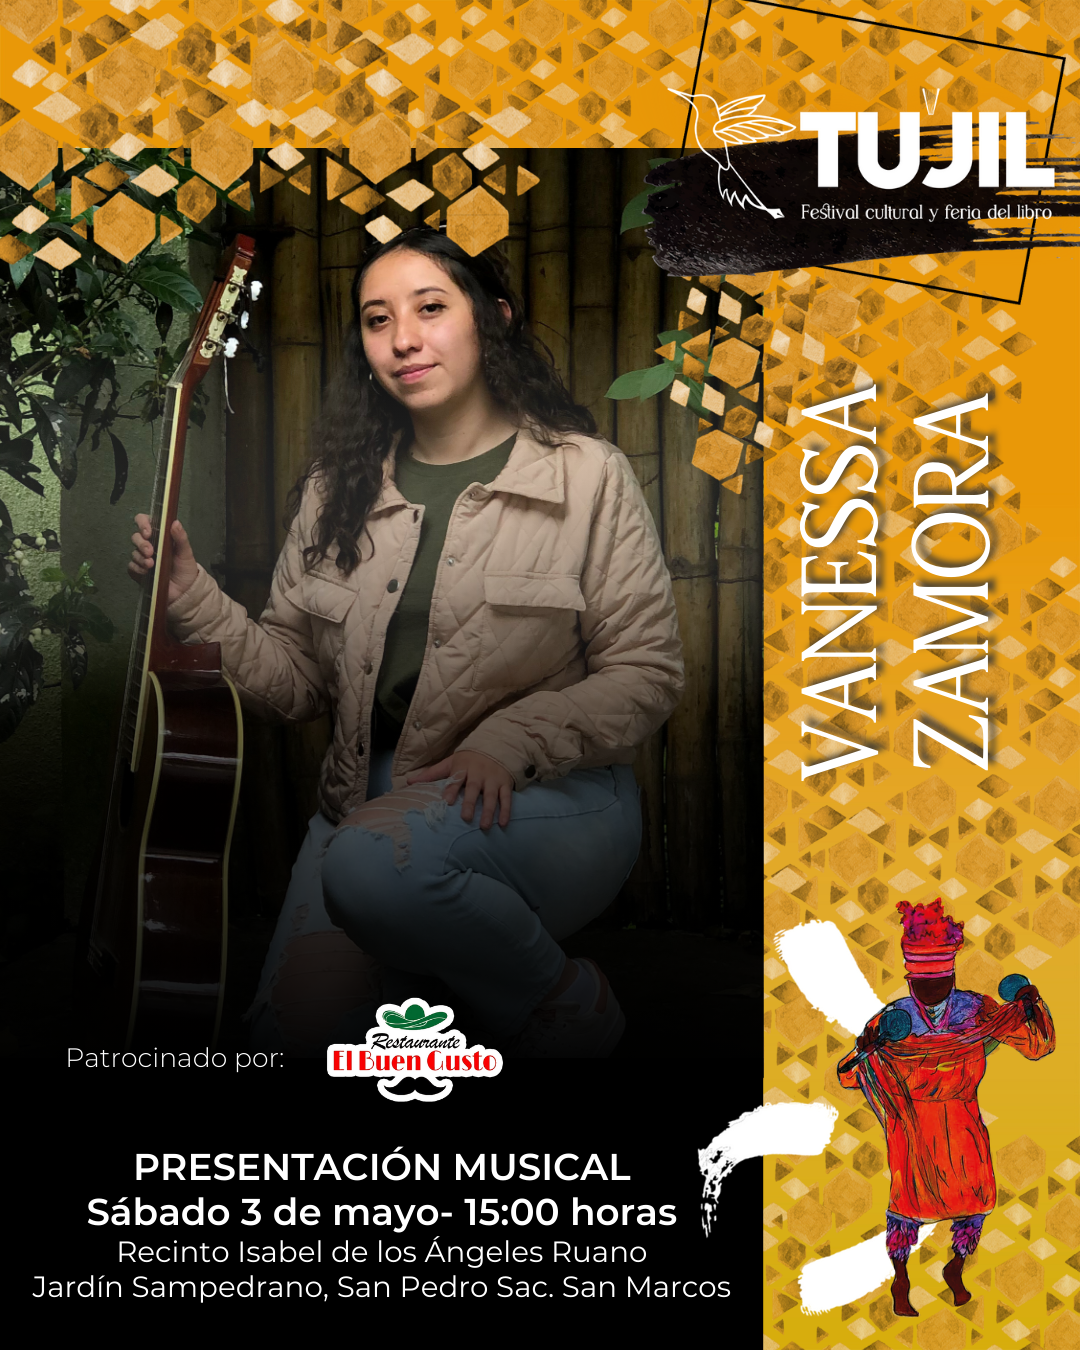 V
TUJIL
Festival cultural y feria del libro
VANESSA
ZAMORA
Patrocinado por:
Restaurante
El Buen Gusto
PRESENTACIÓN MUSICAL
Sábado 3 de mayo- 15:00 horas
Recinto Isabel de los Ángeles Ruano
Jardín Sampedrano, San Pedro Sac. San Marcos